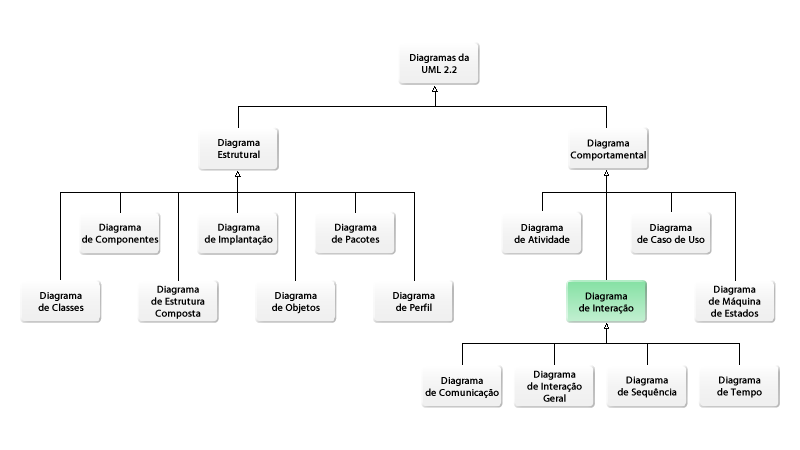 Diagramas da
UML 2.2
Diagrama
Estrutural
Diagrama
Comportamental
Diagrama
de Componentes
Diagrama
de Implantação
Diagrama
de Pacotes
Diagrama
de Atividade
Diagrama
de Caso de Uso
Diagrama
de Classes
Diagrama
de Estrutura
Composta
Diagrama
de Objetos
Diagrama
de Perfil
Diagrama
de Interação
Diagrama
de Máquina
de Estados
Diagrama
de Comunicação
Diagrama
de Interação
Geral
Diagrama
de Sequência
Diagrama
de Tempo